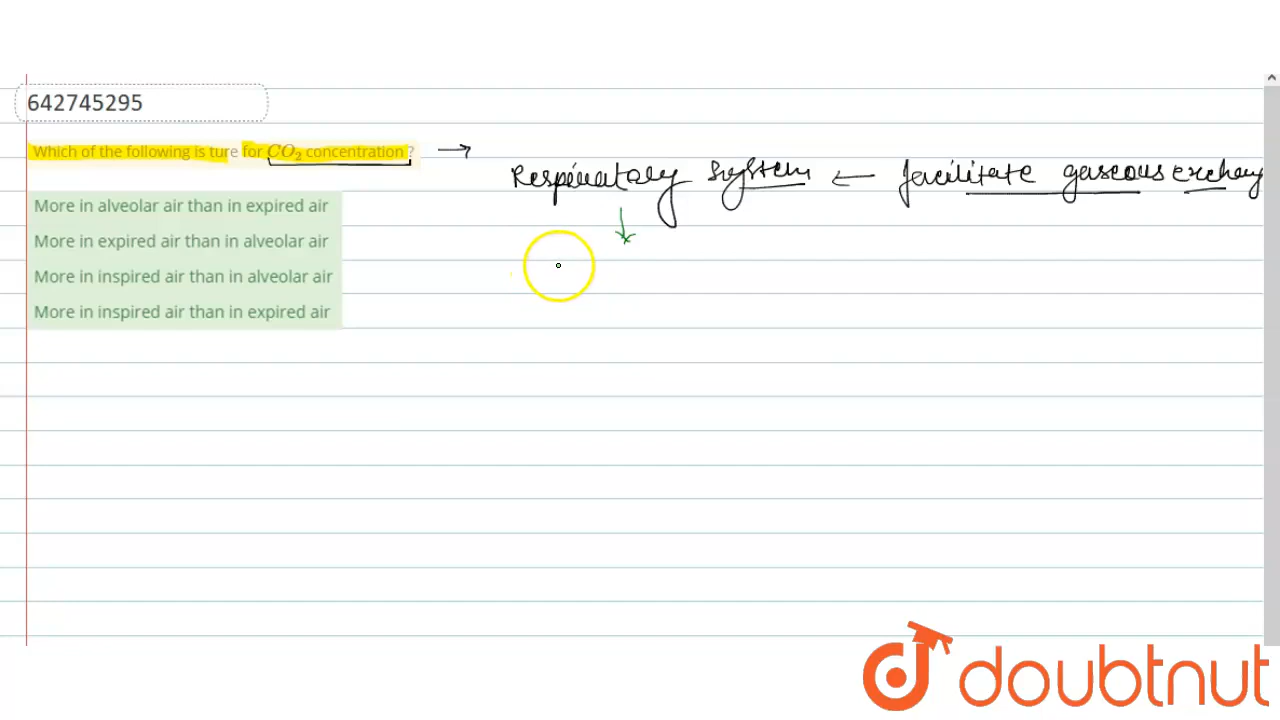 642745295
Which of the following is ture for CO₂ concentration ? →
Respiratory system ← facilitate gaseous exchang
More in alveolar air than in expired air
More in expired air than in alveolar air
More in inspired air than in alveolar air
More in inspired air than in expired air
doubtnut